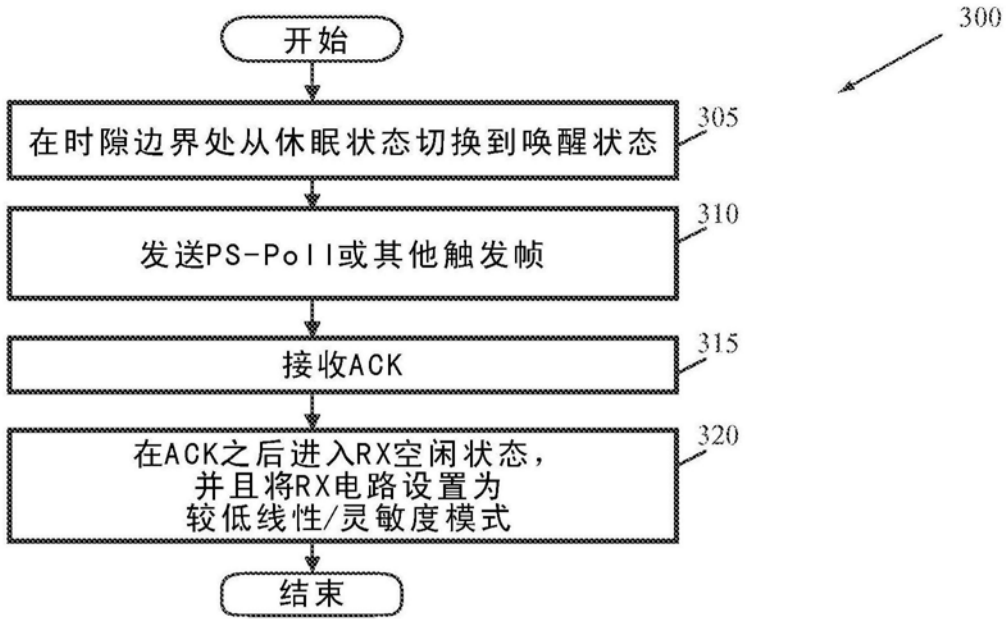 300
开始
305
在时隙边界处从休眠状态切换到唤醒状态
310
发送PS-Poll或其他触发帧
315
接收ACK
320
在ACK之后进入RX空闲状态，
并且将RX电路设置为
较低线性/灵敏度模式
结束